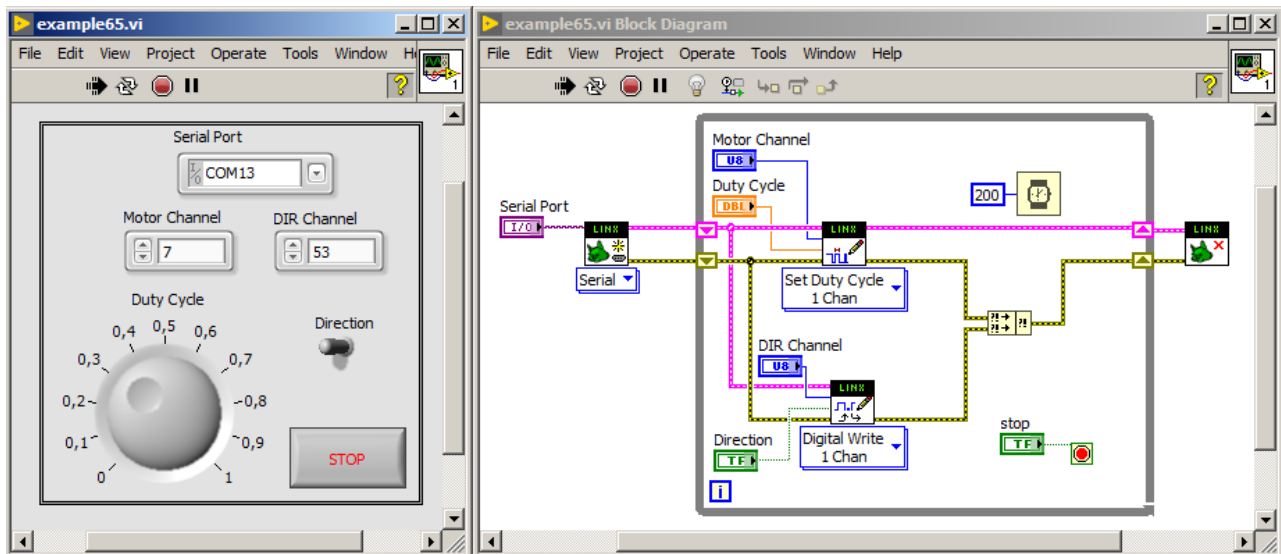 example65.vi
File Edit View Project Operate Tools Window
1
Serial Port
I/O COM13
Motor Channel
DIR Channel
7
53
Duty Cycle
0 0,1 0,2 0,3 0,4 0,5 0,6 0,7 0,8 0,9 1
Direction
STOP
example65.vi Block Diagram
File Edit View Project Operate Tools Window Help
1
Motor Channel
U8
Duty Cycle
DBL
200
Serial Port
I/O
LINX
LINX
LINX
Serial
Set Duty Cycle
1 Chan
?!
?!
?!
DIR Channel
U8
LINX
Direction
TF
Digital Write
1 Chan
stop
TF
i